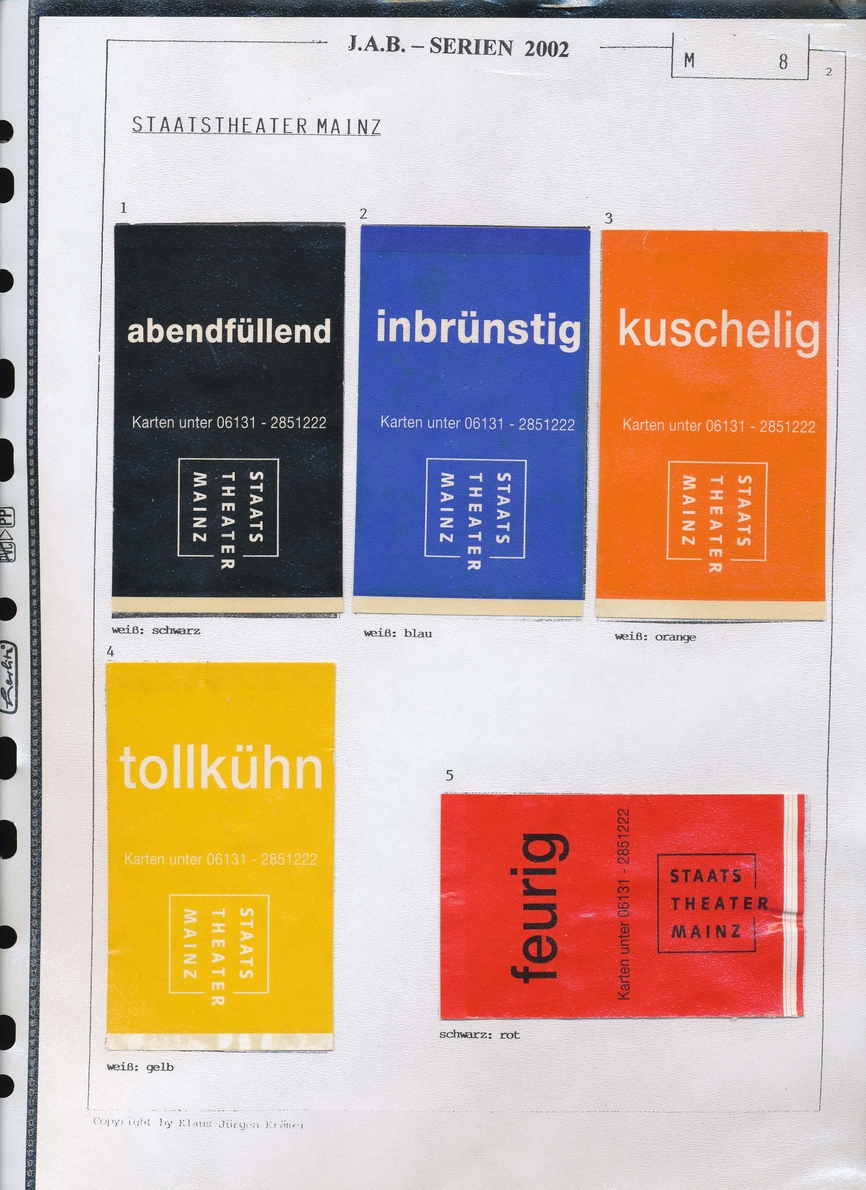 J.A.B. – SERIEN 2002
M 8
2
STAATSTHEATER MAINZ
1
abendfüllend
Karten unter 06131 - 2851222
STAATS
THEATER
MAINZ
weiß: schwarz
2
inbrünstig
Karten unter 06131 - 2851222
STAATS
THEATER
MAINZ
weiß: blau
3
kuschelig
Karten unter 06131 - 2851222
STAATS
THEATER
MAINZ
weiß: orange
4
tollkühn
Karten unter 06131 - 2851222
STAATS
THEATER
MAINZ
weiß: gelb
5
feurig
Karten unter 06131 - 2851222
STAATS
THEATER
MAINZ
schwarz: rot
Copyright by Klaus Jürgen Krämer
PP